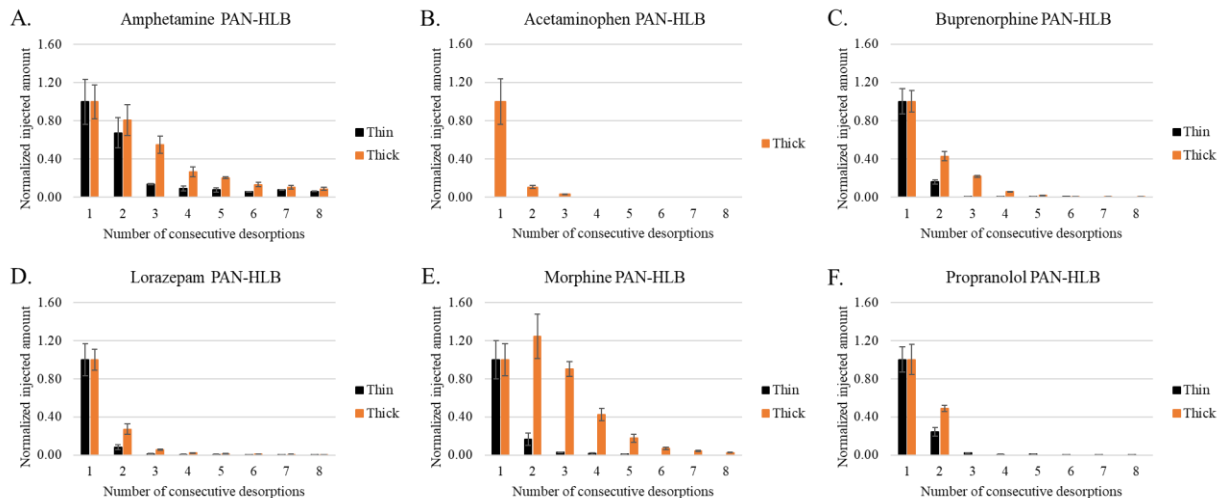 A.
Amphetamine PAN-HLB
Normalized injected amount
1.60
1.20
0.80
0.40
0.00
1 2 3 4 5 6 7 8
Number of consecutive desorptions
Thin
Thick
B.
Acetaminophen PAN-HLB
Normalized injected amount
1.60
1.20
0.80
0.40
0.00
1 2 3 4 5 6 7 8
Number of consecutive desorptions
Thick
C.
Buprenorphine PAN-HLB
Normalized injected amount
1.60
1.20
0.80
0.40
0.00
1 2 3 4 5 6 7 8
Number of consecutive desorptions
Thin
Thick
D.
Lorazepam PAN-HLB
Normalized injected amount
1.60
1.20
0.80
0.40
0.00
1 2 3 4 5 6 7 8
Number of consecutive desorptions
Thin
Thick
E.
Morphine PAN-HLB
Normalized injected amount
1.60
1.20
0.80
0.40
0.00
1 2 3 4 5 6 7 8
Number of consecutive desorptions
Thin
Thick
F.
Propranolol PAN-HLB
Normalized injected amount
1.60
1.20
0.80
0.40
0.00
1 2 3 4 5 6 7 8
Number of consecutive desorptions
Thin
Thick